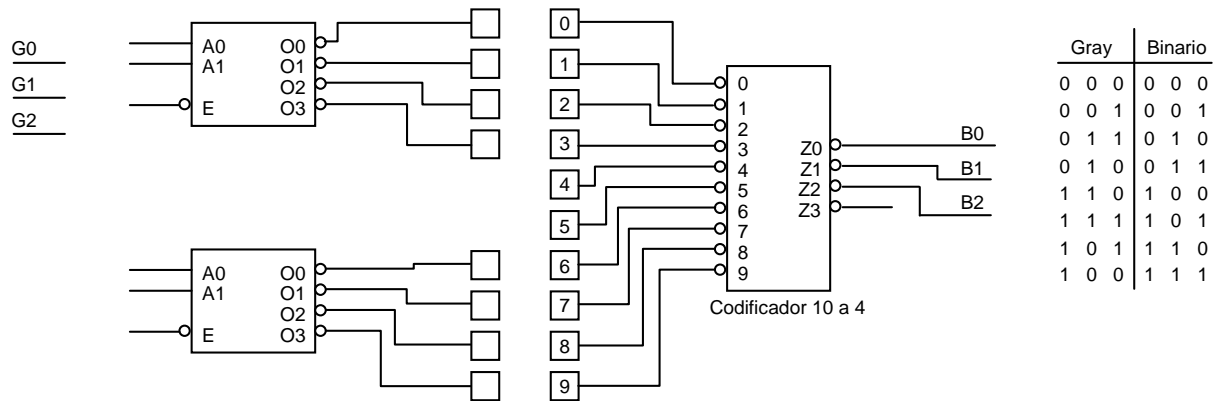 G0
G1
G2
A0 O0
A1 O1
O2
E O3
A0 O0
A1 O1
O2
E O3
0
1
2
3
4
5
6
7
8
9
0
1
2
3
4
5
6
7
8
9
Z0
Z1
Z2
Z3
Codificador 10 a 4
B0
B1
B2
Gray Binario
0 0 0 0 0 0
0 0 1 0 0 1
0 1 1 0 1 0
0 1 0 0 1 1
1 1 0 1 0 0
1 1 1 1 0 1
1 0 1 1 1 0
1 0 0 1 1 1